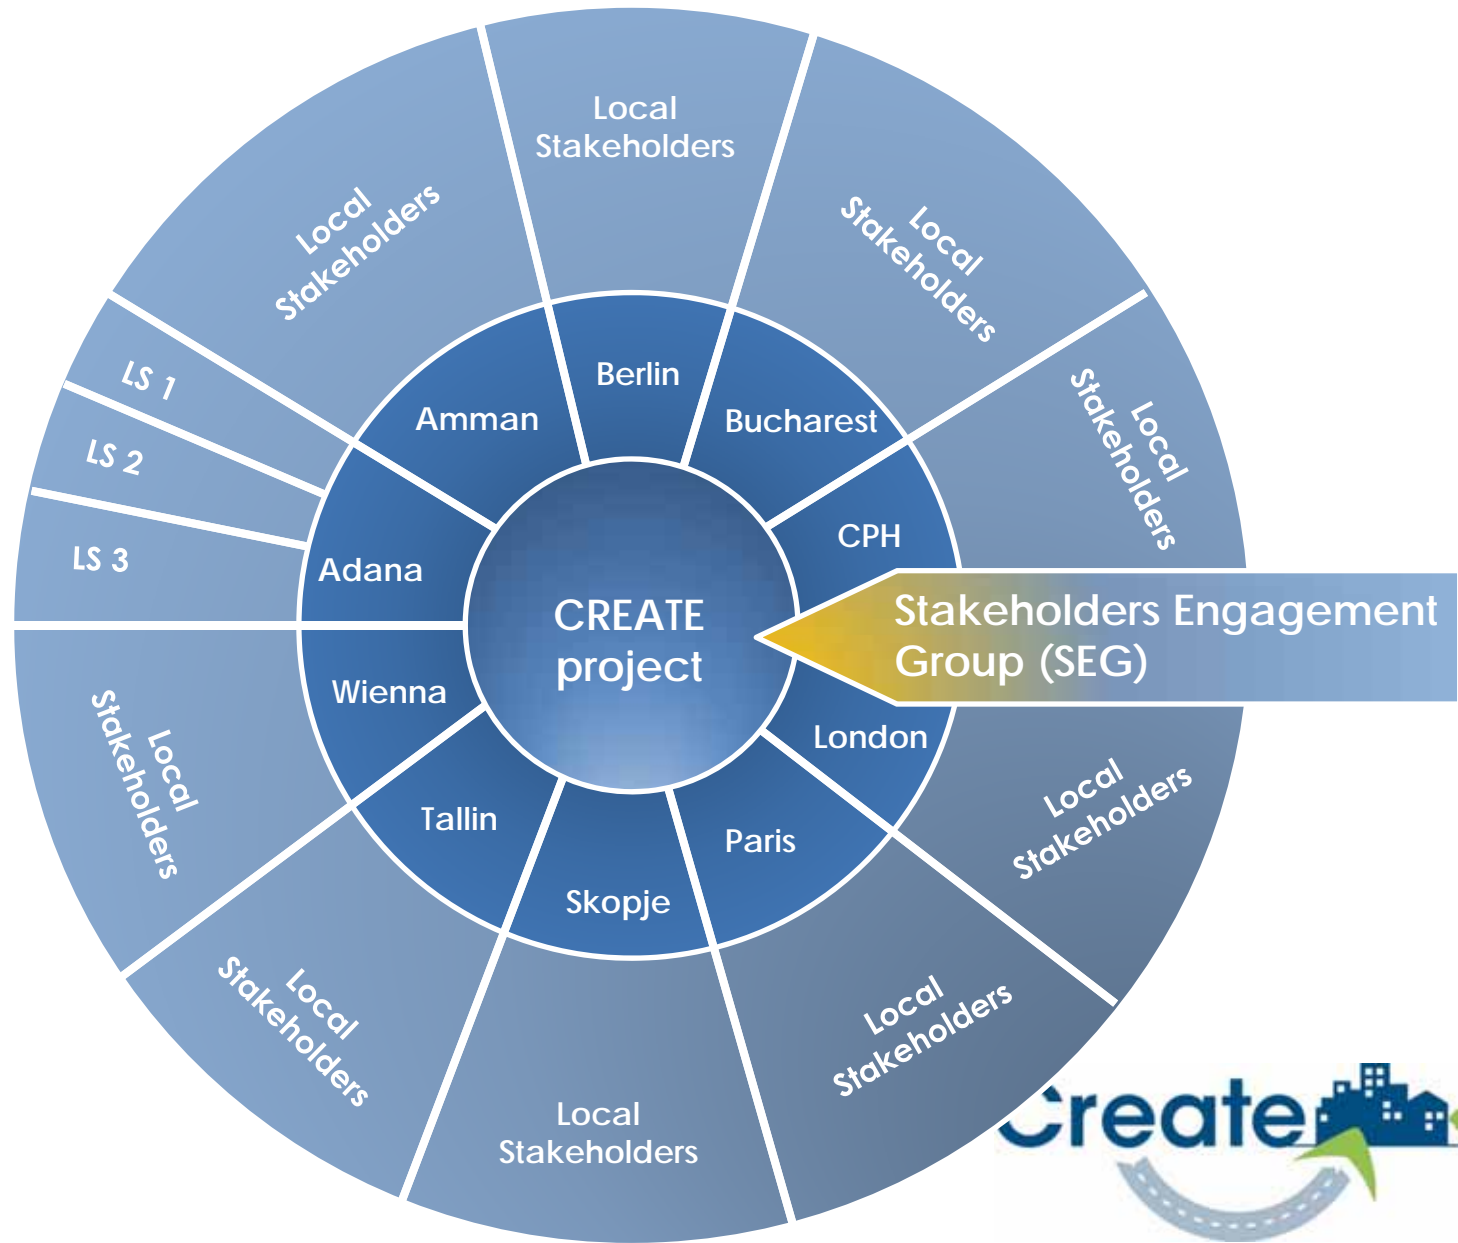 Local
Stakeholders
Local
Stakeholders
Local
Stakeholders
Local
Stakeholders
LS 1
LS 2
LS 3
Berlin
Amman
Bucharest
CPH
Adana
CREATE
project
Stakeholders Engagement
Group (SEG)
Wienna
London
Tallin
Paris
Skopje
Local
Stakeholders
Local
Stakeholders
Local
Stakeholders
Local
Stakeholders
Local
Stakeholders
Create